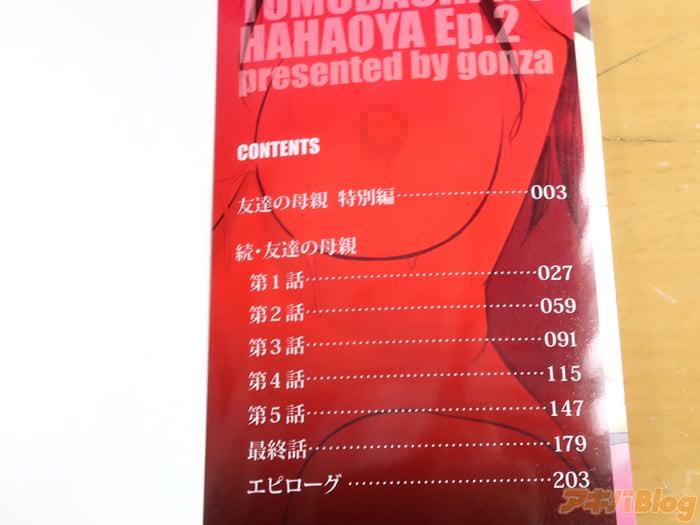 HAHAOYA Ep.2
presented by gonza
CONTENTS
友達の母親 特別編……………………003
続・友達の母親
第1話……………………………………027
第2話……………………………………059
第3話……………………………………091
第4話……………………………………115
第5話……………………………………147
最終話……………………………………179
エピローグ………………………………203
アキバBlog